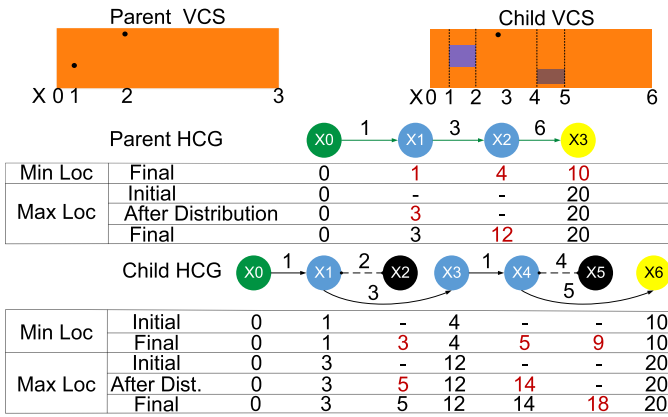 Parent VCS
Child VCS
X 0 1 2 3
X0 1 2 3 4 5 6
Parent HCG X0 1 X1 3 X2 6 X3
Min Loc Final 0 1 4 10
Initial 0 - - 20
Max Loc After Distribution 0 3 - 20
Final 0 3 12 20
Child HCG X0 1 X1 2 X2 X3 1 X4 4 X5 X6
3 5
Initial 0 1 - 4 - - 10
Min Loc
Final 0 1 3 4 5 9 10
Initial 0 3 - 12 - - 20
Max Loc After Dist. 0 3 5 12 14 - 20
Final 0 3 5 12 14 18 20